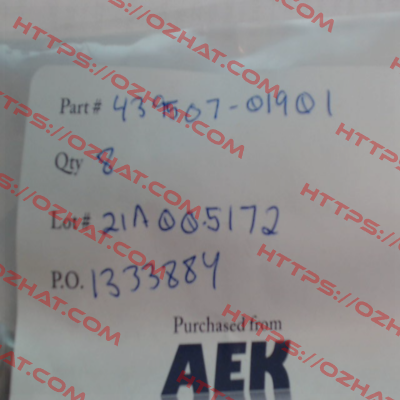 Part # 439507-01901
Qty 8
Lot # 21A005172
P.O. 1333884
Purchased from
AEK
HTTPS://OZHAT.COM